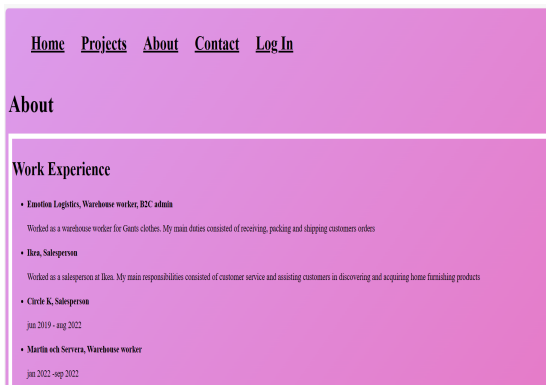 Home Projects About Contact Log In
About
Work Experience
Emotion Logistics, Warehouse worker, B2C admin
Worked as a warehouse worker for Gants clothes. My main duties consisted of receiving, packing and shipping customers orders
Ikea, Salesperson
Worked as a salesperson at Ikea. My main responsibilities consisted of customer service and assisting customers in discovering and acquiring home furnishing products
Circle K, Salesperson
jun 2019 - aug 2022
Martin och Servera, Warehouse worker
jan 2022 -sep 2022